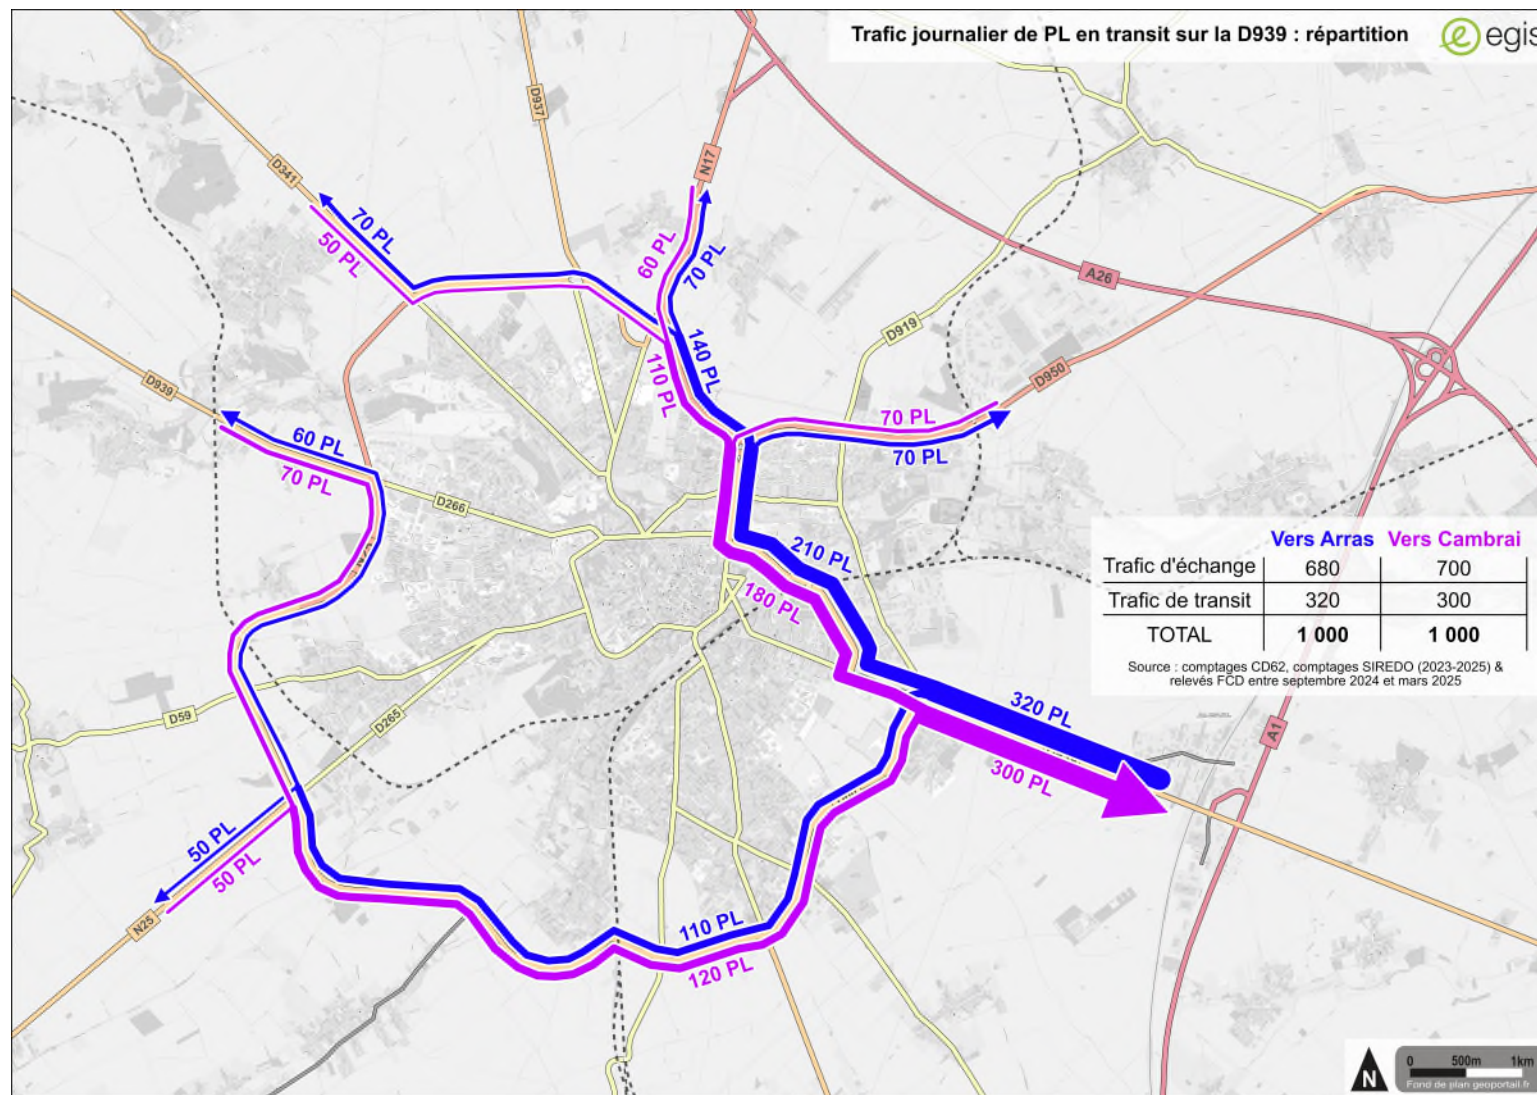 Trafic journalier de PL en transit sur la D939 : répartition
egis
D937
N17
D341
70 PL
50 PL
60 PL
70 PL
A26
D919
140 PL
110 PL
D950
D939
70 PL
70 PL
60 PL
70 PL
D266
210 PL
180 PL
Vers Arras Vers Cambrai
Trafic d'échange 680 700
Trafic de transit 320 300
TOTAL 1 000 1 000
Source : comptages CD62, comptages SIREDO (2023-2025) &
relevés FCD entre septembre 2024 et mars 2025
D59
D265
320 PL
300 PL
A1
50 PL
50 PL
N25
110 PL
120 PL
N
0 500m 1km
Fond de plan geoportail.fr